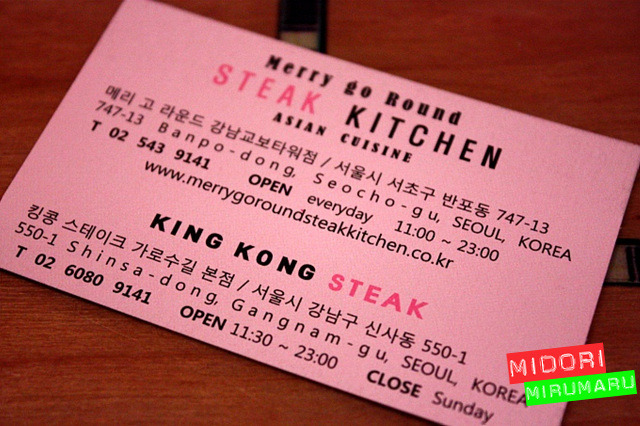 Merry go Round
STEAK KITCHEN
ASIAN CUISINE
메리 고 라운드 강남교보타워점 / 서울시 서초구 반포동 747-13
747-13 Banpo-dong, Seocho-gu, SEOUL, KOREA
T 02 543 9141 OPEN everyday 11:00 ~ 23:00
www.merrygoroundsteakkitchen.co.kr
KING KONG STEAK
킹콩 스테이크 가로수길 본점 / 서울시 강남구 신사동 550-1
550-1 Shinsa-dong, Gangnam-gu, SEOUL, KOREA
T 02 6080 9141 OPEN 11:30 ~ 23:00 CLOSE Sunday
MIDORI
MIRUMARU